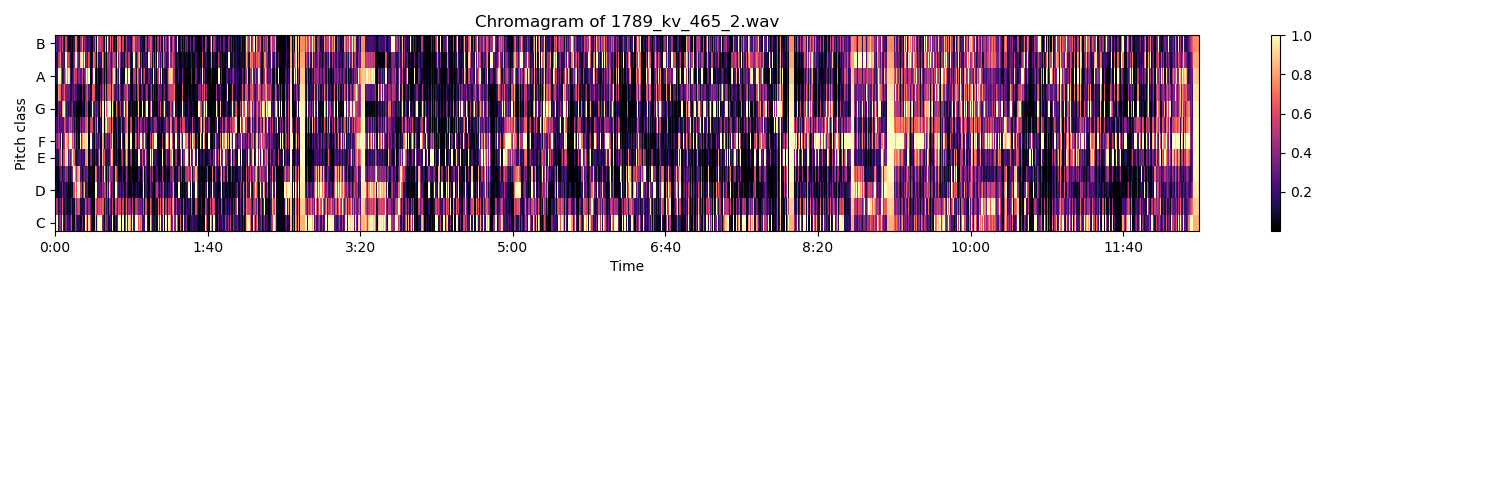 Chromagram of 1789_kv_465_2.wav
B
A
G
F
E
D
C
Pitch class
0:00 1:40 3:20 5:00 6:40 8:20 10:00 11:40
Time
1.0
0.8
0.6
0.4
0.2